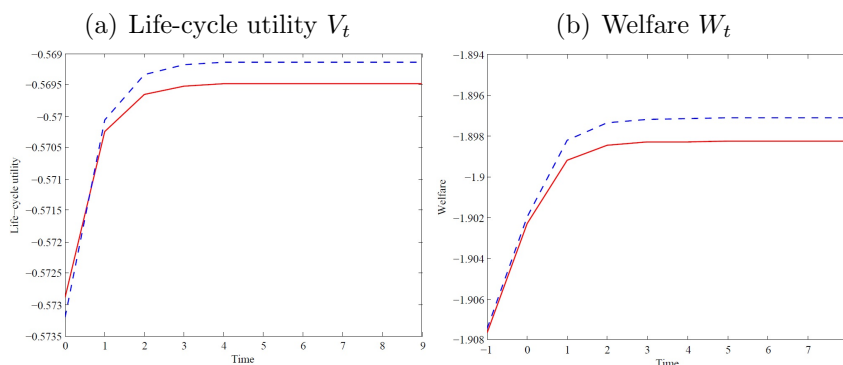 (a) Life-cycle utility V_t
−0.569
−0.5695
−0.57
−0.5705
−0.571
−0.5715
−0.572
−0.5725
−0.573
−0.5735
Life−cycle utility
0 1 2 3 4 5 6 7 8 9
Time
(b) Welfare W_t
−1.894
−1.896
−1.898
−1.9
−1.902
−1.904
−1.906
−1.908
Welfare
−1 0 1 2 3 4 5 6 7
Time